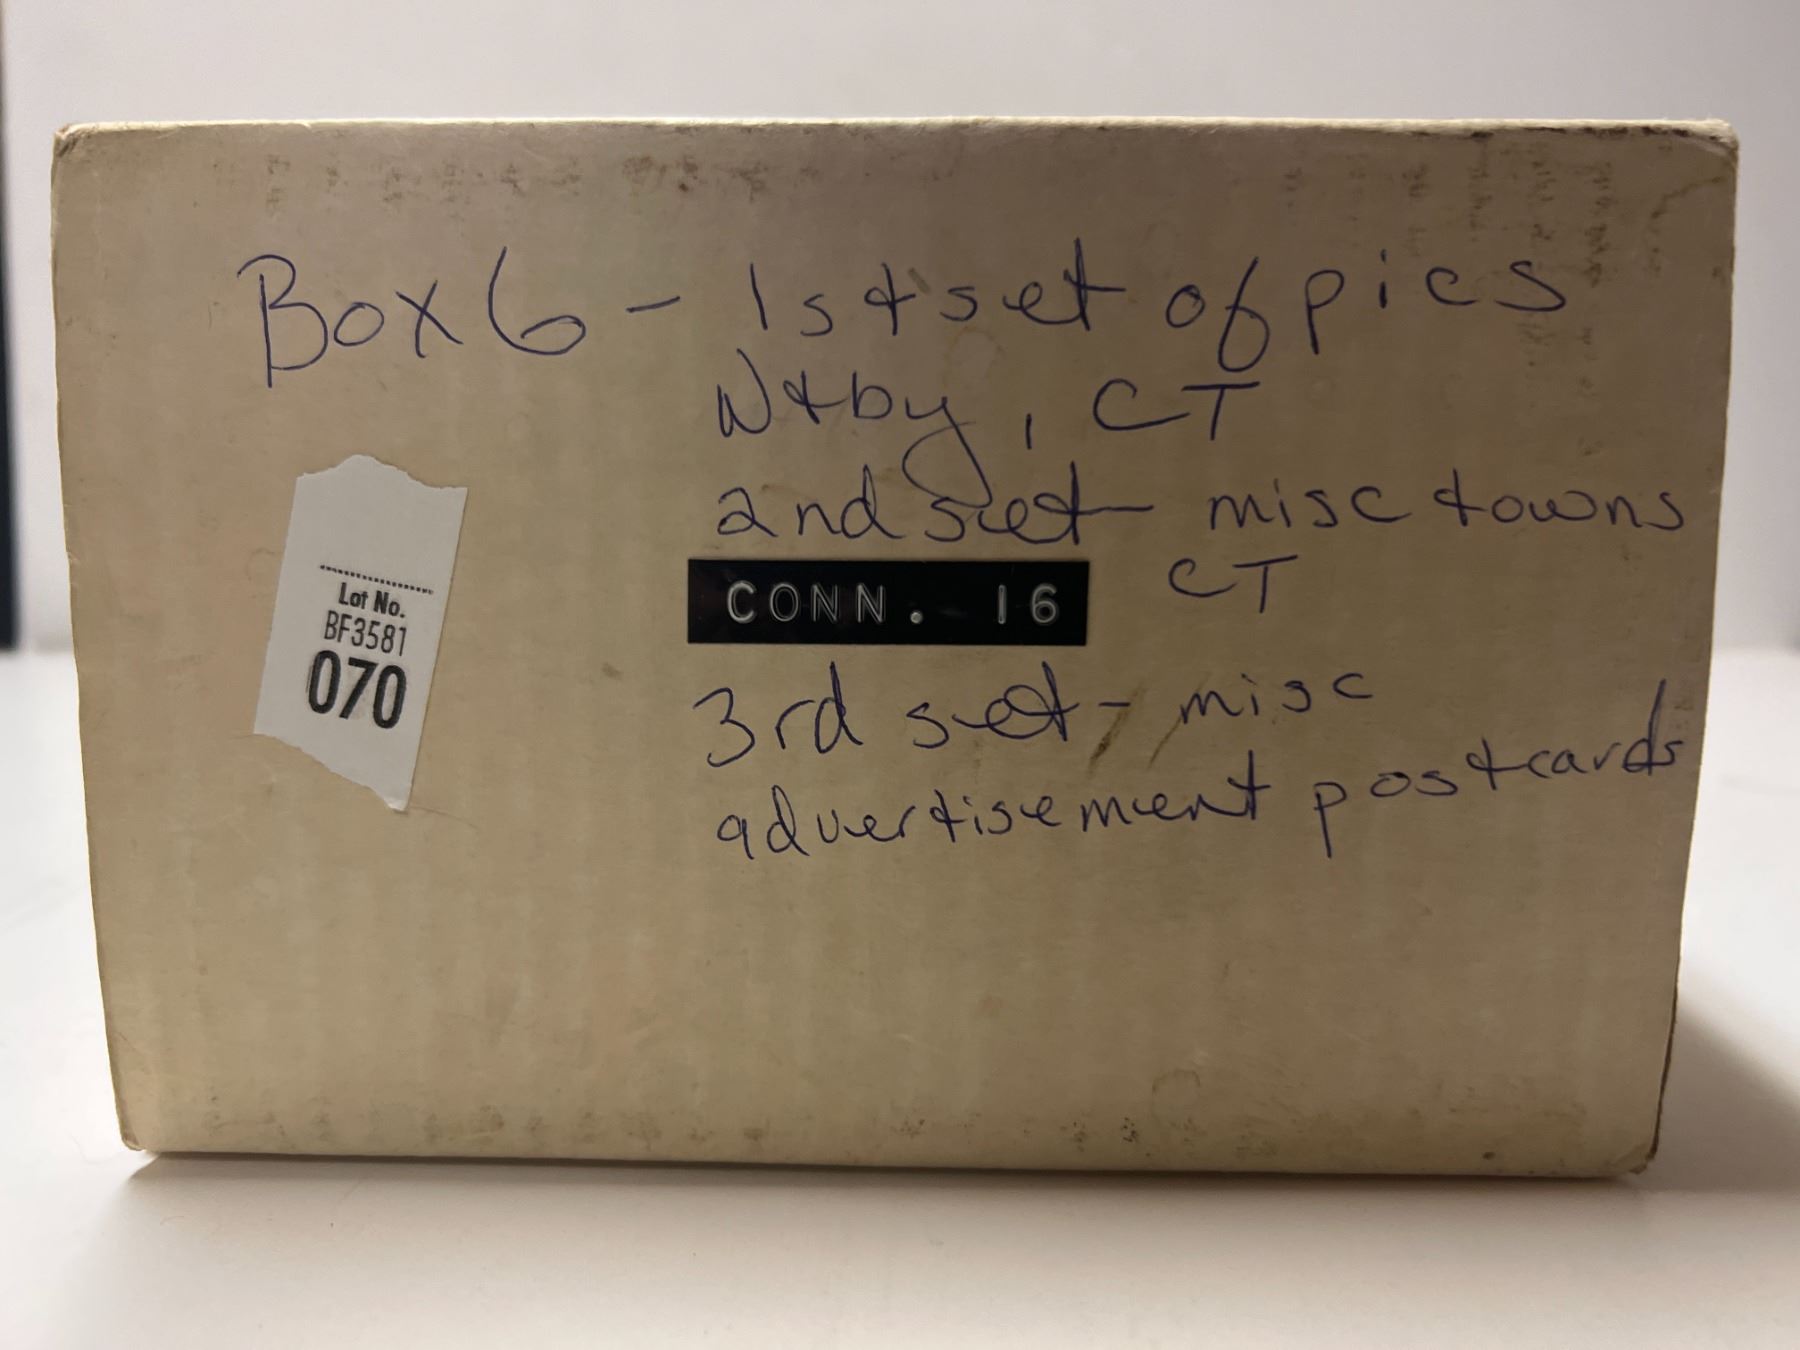 Box 6 - 1st set of pics
Wtby, CT
2nd set - misc towns
CT
CONN. 16
Lot No.
BF3581
070
3rd set - misc
advertisement postcards